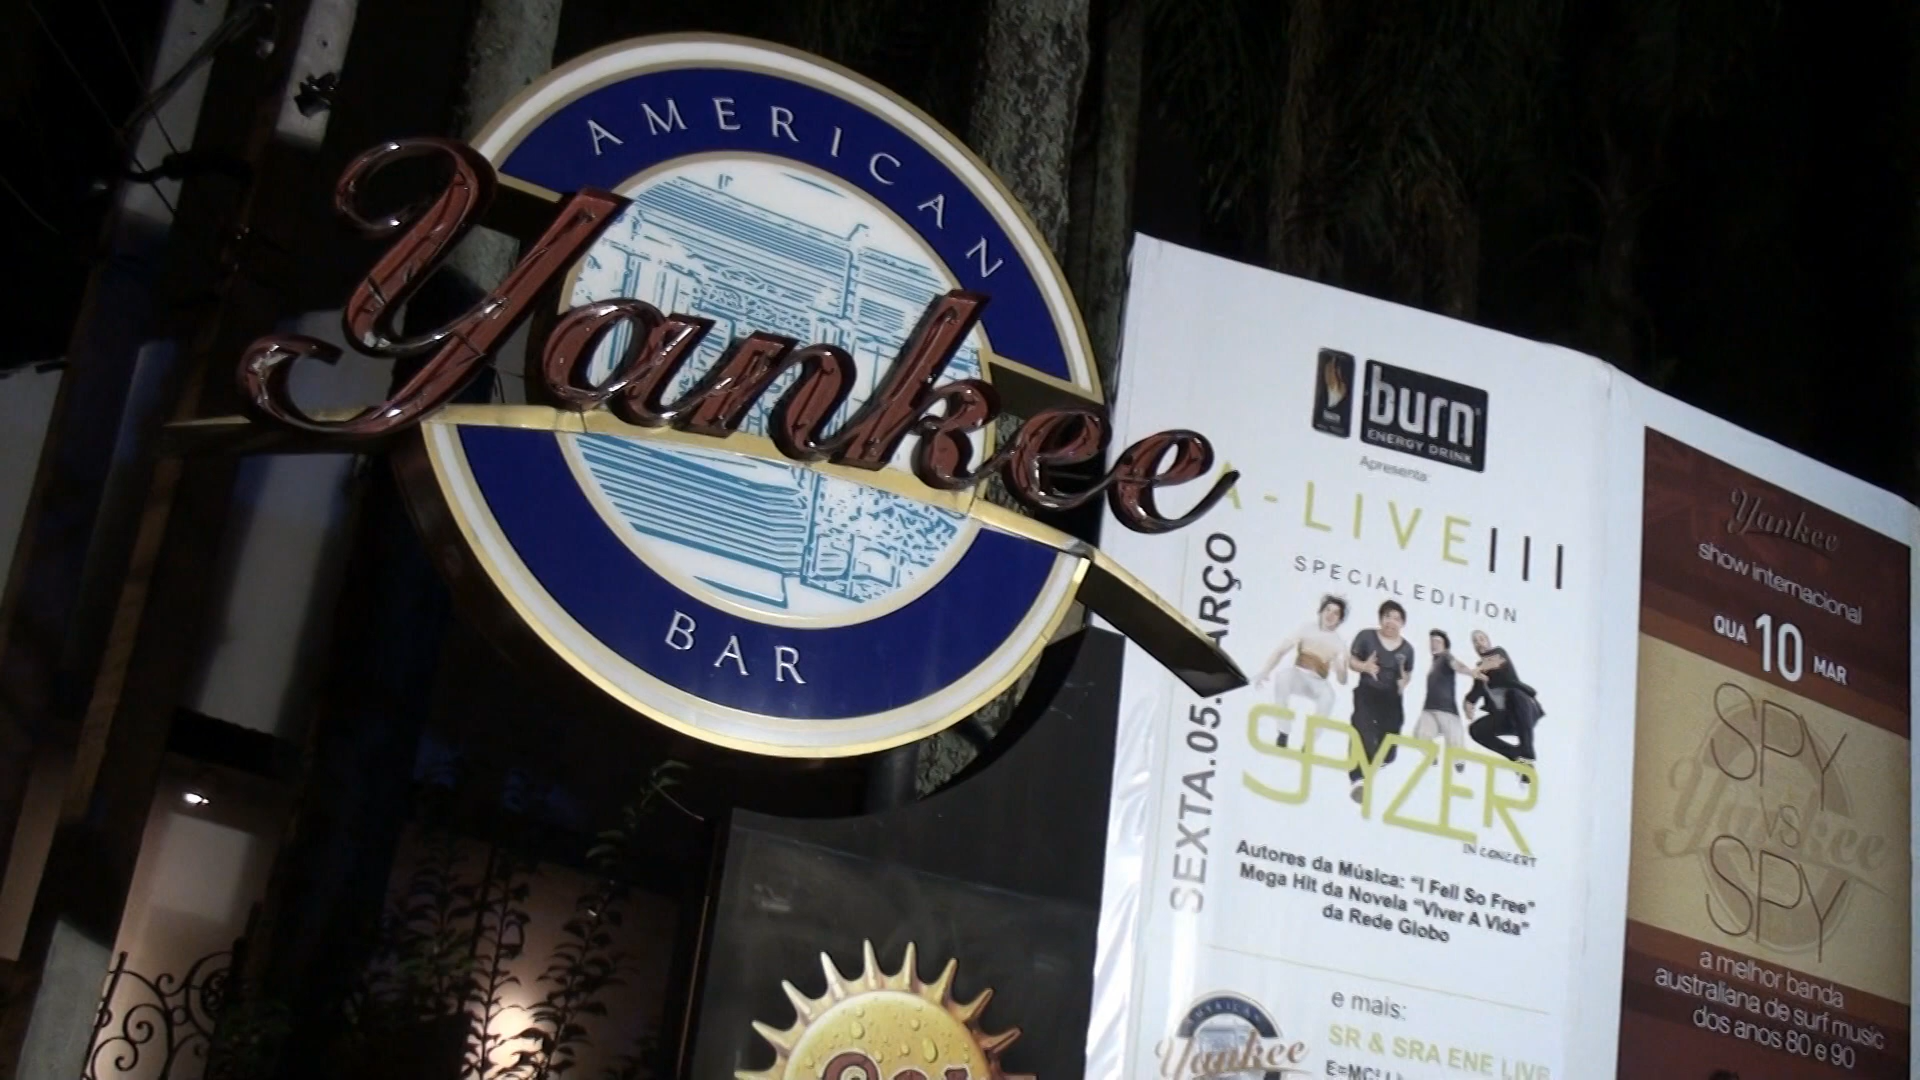 AMERICAN
Yankee
BAR
burn
ENERGY DRINK
Apresenta:
A-LIVE III
SPECIAL EDITION
SEXTA.05.
SPYZER
IN CONCERT
Autores da Música: "I Fell So Free"
Mega Hit da Novela "Viver A Vida"
da Rede Globo
e mais:
SR & SRA ENE LIVE
Yankee
Yankee
show internacional
QUA 10 MAR
SPY
VS
SPY
Yankee
a melhor banda
australiana de surf music
dos anos 80 e 90